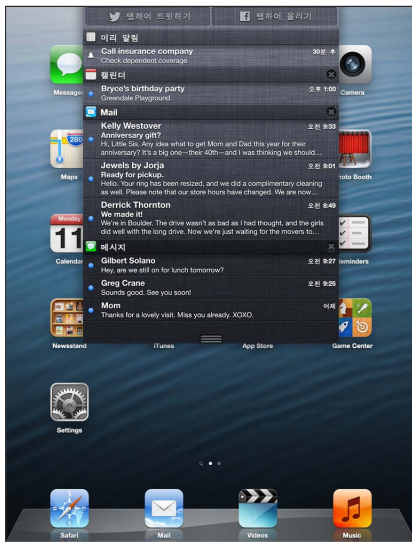 탭하여 트윗하기
탭하여 올리기
미리 알림
Call insurance company 30분 후
Check dependent coverage
캘린더
Bryce's birthday party 오후 1:00
Greendale Playground
Mail
Kelly Westover 오전 9:33
Anniversary gift?
Hi, Little Sis. Any idea what to get Mom and Dad this year for their
anniversary? It's a big one—their 40th—and I was thinking we should...
Jewels by Jorja 오전 9:01
Ready for pickup.
Hello. Your ring has been resized, and we did a complimentary cleaning
as well. Please note that our store hours have changed. We are now...
Derrick Thornton 오전 8:49
We made it!
We're in Boulder. The drive wasn't as bad as I had thought, and the girls
did well with the long drive. Now we're just waiting for the movers to...
메시지
Gilbert Solano 오전 9:27
Hey, are we still on for lunch tomorrow?
Greg Crane 오전 9:25
Sounds good. See you soon!
Mom 어제
Thanks for a lovely visit. Miss you already. XOXO.
Messages
Camera
280
Maps
Photo Booth
Monday
11
Calendar
Reminders
Newsstand
iTunes
App Store
Game Center
Settings
Safari
Mail
Videos
Music